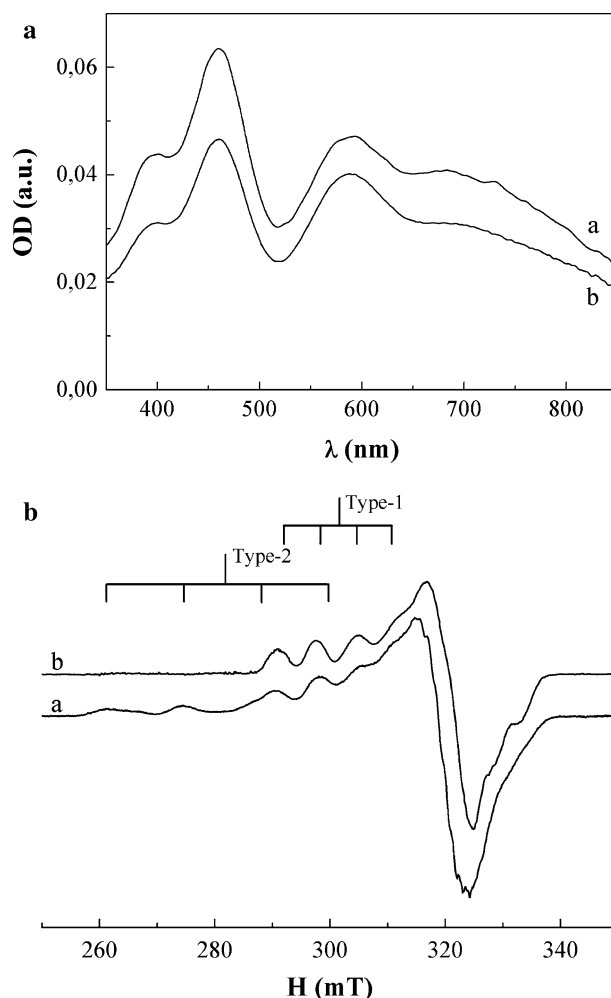 a
0,06
0,04
0,02
0,00
OD (a.u.)
a
b
400 500 600 700 800
λ (nm)
b
Type-1
Type-2
b
a
260 280 300 320 340
H (mT)